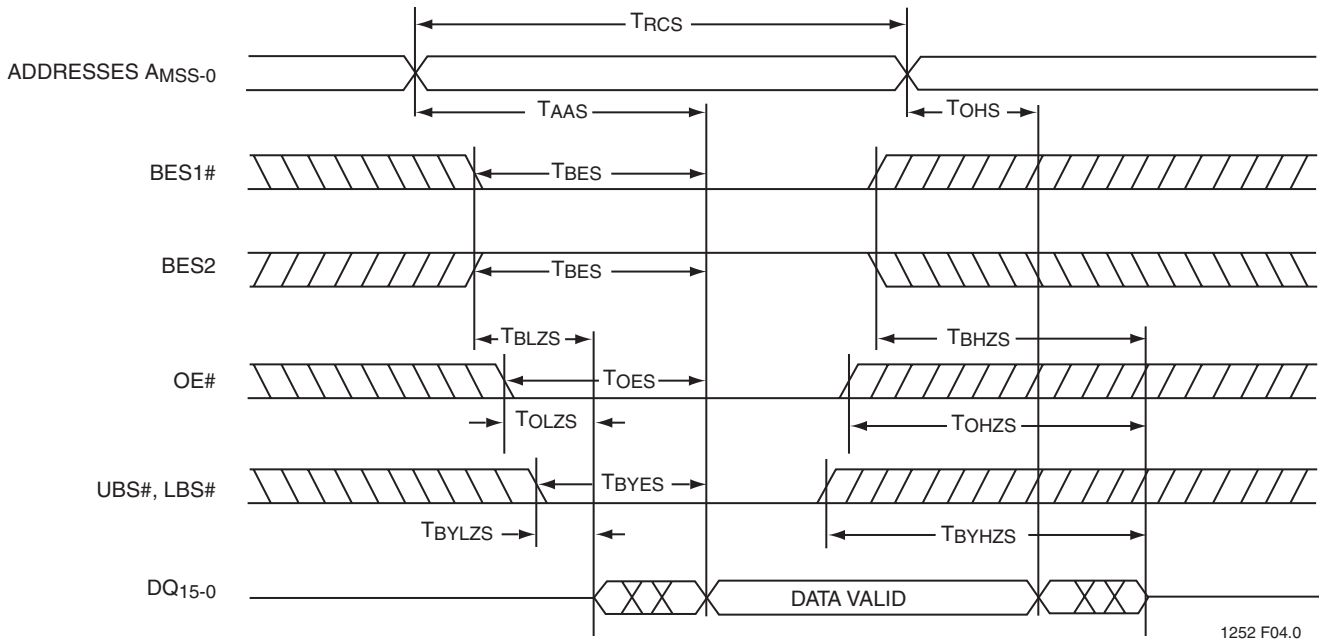 TRCS
ADDRESSES AMSS-0
TAAS
TOHS
BES1#
TBES
BES2
TBES
TBLZS
TBHZS
OE#
TOES
TOLZS
TOHZS
UBS#, LBS#
TBYES
TBYLZS
TBYHZS
DQ15-0
DATA VALID
1252 F04.0